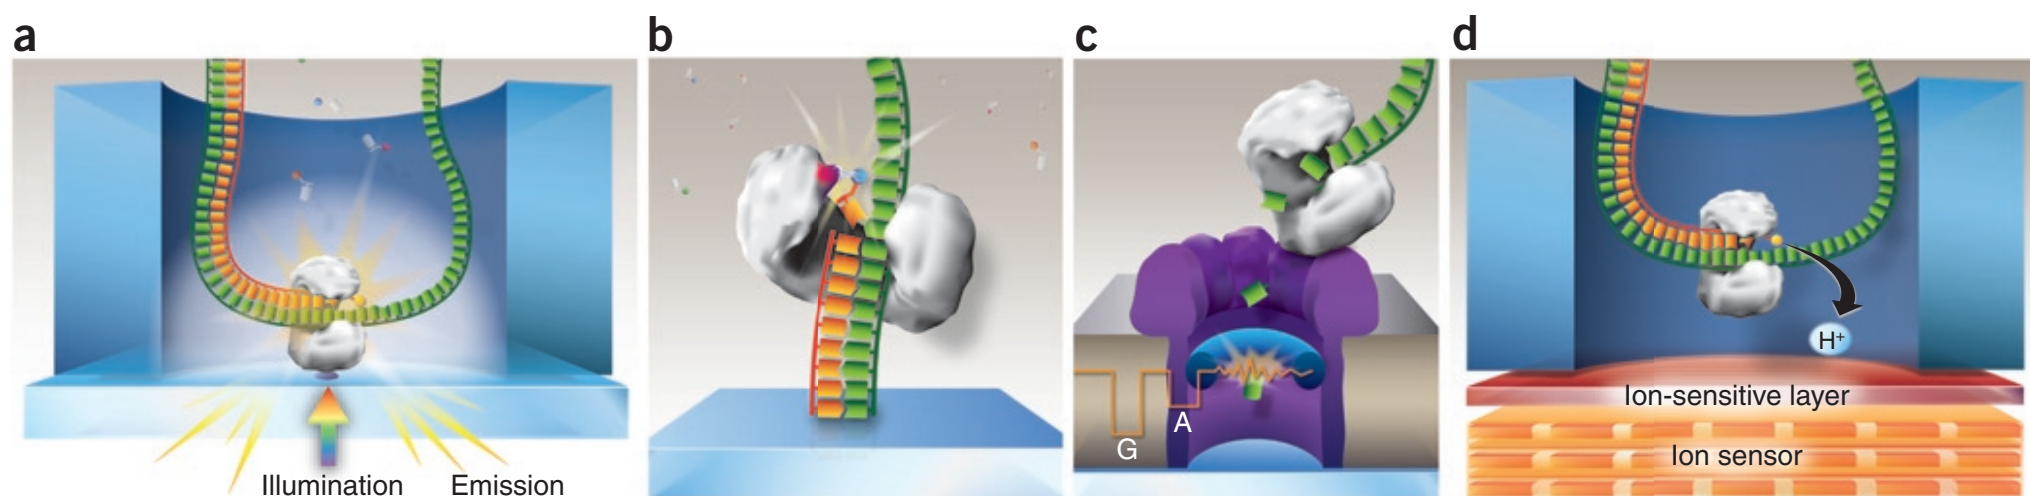 a
b
c
d
G
A
H+
Ion-sensitive layer
Ion sensor
Illumination
Emission